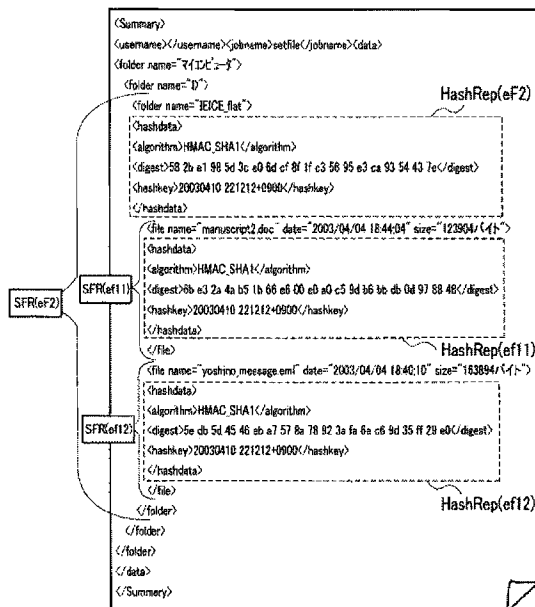 <Summary>
<username></username><jobname>setfile</jobname><data>
<folder name="マイコンピュータ">
<folder name="D">
<folder name="IEICE_flat">
HashRep(eF2)
<hashdata>
<algorithm>HMAC_SHA1</algorithm>
<digest>58 2b e1 98 5d 3c e0 6d cf 8f 1f c3 56 95 e3 ca 93 54 43 7e</digest>
<hashkey>20030410 221212+0900</hashkey>
</hashdata>
<file name="manuscript2.doc" date="2003/04/04 18:44:04" size="123904バイト">
<hashdata>
<algorithm>HMAC_SHA1</algorithm>
SFR(eF2)
SFR(ef11)
<digest>6b e3 2a 4a b5 1b 66 e6 00 e0 a0 c5 9d b6 bb db 0d 97 88 48</digest>
<hashkey>20030410 221212+0900</hashkey>
</hashdata>
HashRep(ef11)
</file>
<file name="yoshino_message.eml" date="2003/04/04 18:40:10" size="163894バイト">
<hashdata>
<algorithm>HMAC_SHA1</algorithm>
SFR(ef12)
<digest>5e db 5d 45 46 eb a7 57 8a 78 92 3a fa 6e c6 9d 35 ff 29 e0</digest>
<hashkey>20030410 221212+0900</hashkey>
</hashdata>
</file>
HashRep(ef12)
</folder>
</folder>
</folder>
</data>
</Summary>